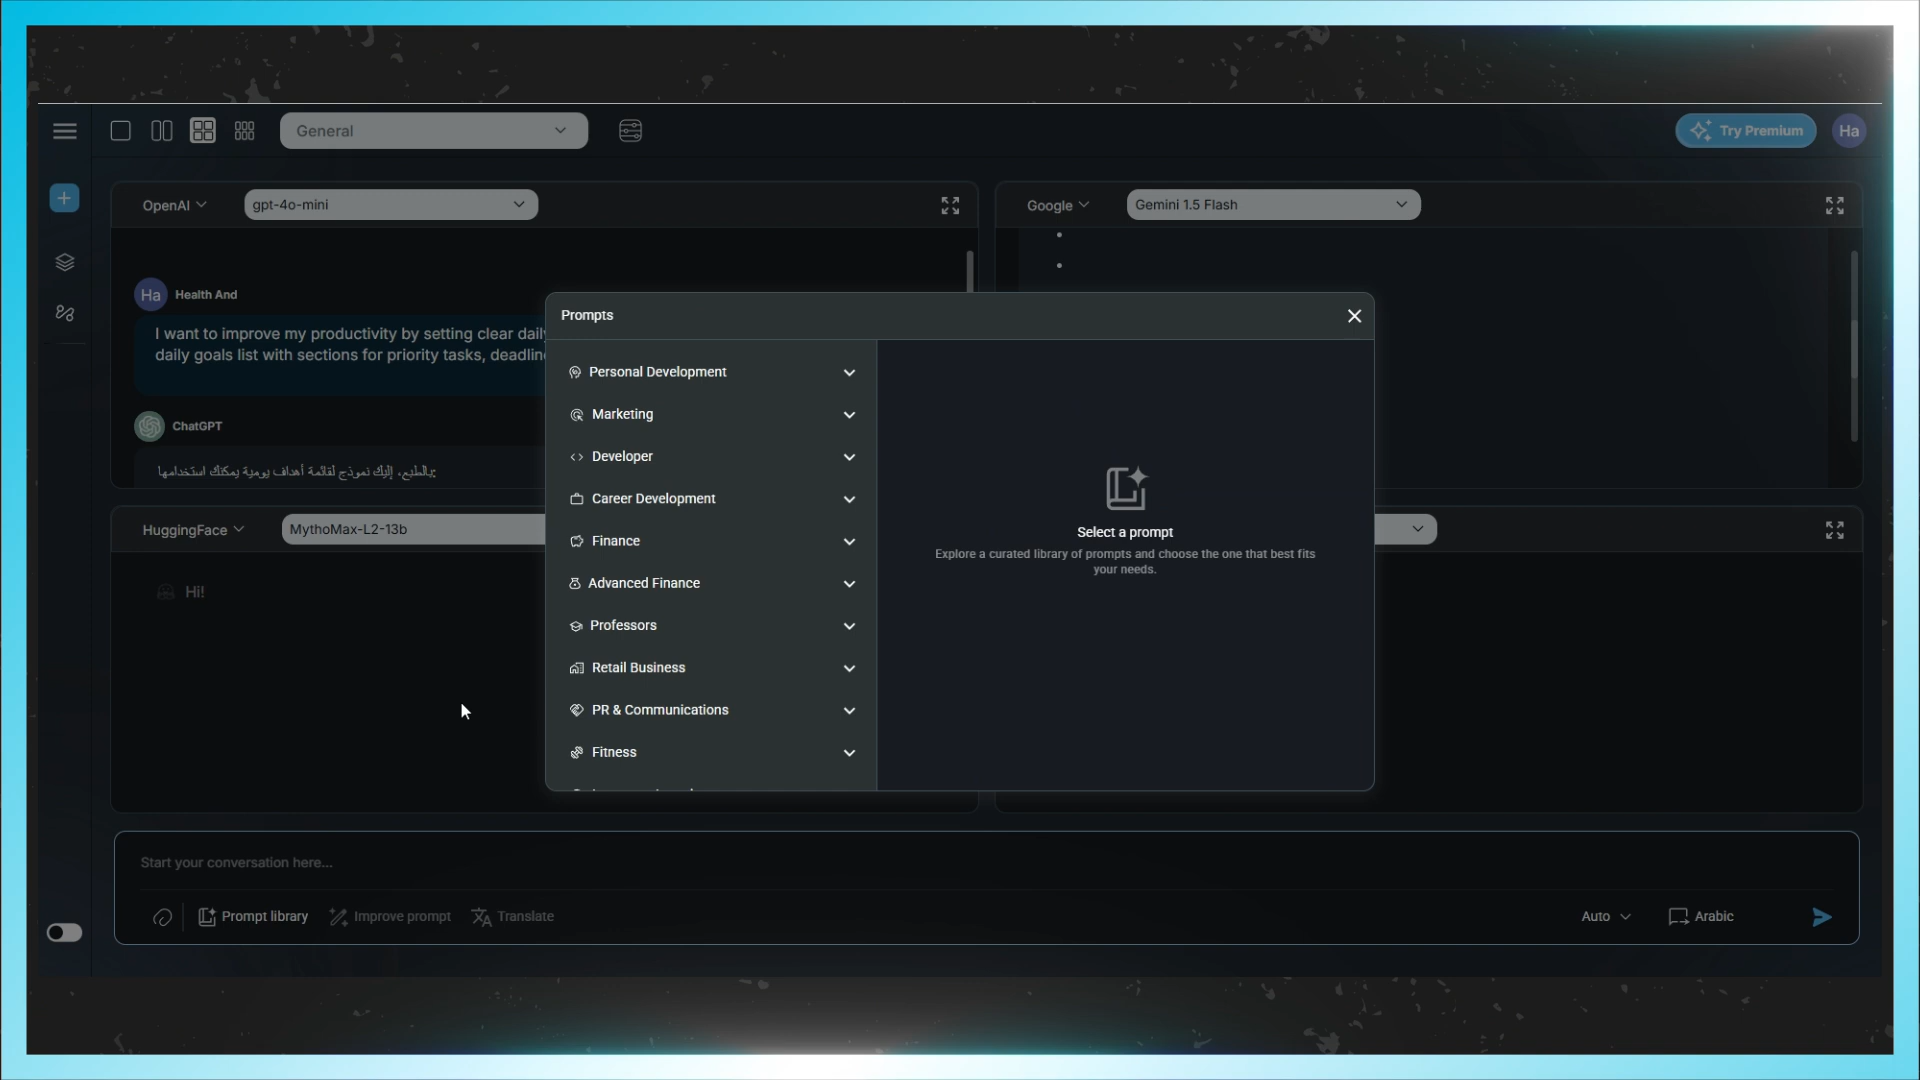 General
Try Premium
Ha
OpenAI
gpt-4o-mini
Google
Gemini 1.5 Flash
Ha
Health And
I want to improve my productivity by setting clear daily
daily goals list with sections for priority tasks,
ChatGPT
بالطبع، إليك نموذج لقائمة أهداف يومية يمكنك استخدامها:
HuggingFace
MythoMax-L2-13b
Hi!
Prompts
Personal Development
Marketing
Developer
Career Development
Finance
Advanced Finance
Professors
Retail Business
PR & Communications
Fitness
Select a prompt
Explore a curated library of prompts and choose the one that best fits
your needs.
Start your conversation here...
Prompt library
Improve prompt
Translate
Auto
Arabic